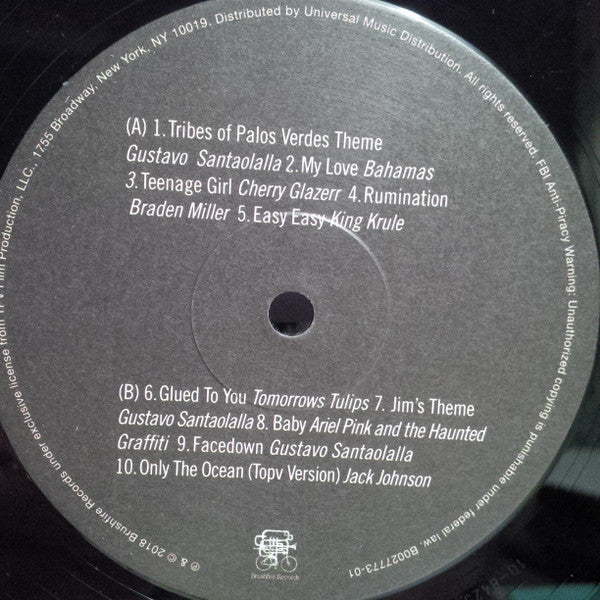 (A) 1. Tribes of Palos Verdes Theme
Gustavo Santaolalla 2. My Love Bahamas
3. Teenage Girl Cherry Glazerr 4. Rumination
Braden Miller 5. Easy Easy King Krule
(B) 6. Glued To You Tomorrows Tulips 7. Jim's Theme
Gustavo Santaolalla 8. Baby Ariel Pink and the Haunted
Graffiti 9. Facedown Gustavo Santaolalla
10. Only The Ocean (Topv Version) Jack Johnson
Brushfire Records
℗ & © 2018 Brushfire Records under exclusive license from TPV Film Production, LLC., 1755 Broadway, New York, NY 10019. Distributed by Universal Music Distribution. All rights reserved. FBI Anti-Piracy Warning: Unauthorized copying is punishable under federal law. B0027773-01